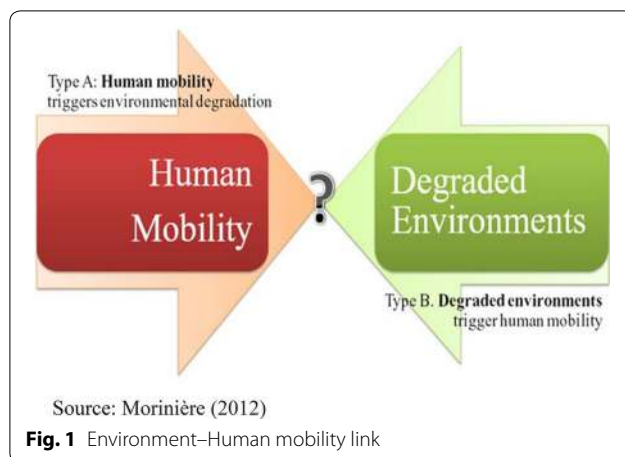 Type A: Human mobility
triggers environmental degradation
Human
Mobility
?
Degraded
Environments
Type B. Degraded environments
trigger human mobility
Source: Morinière (2012)
Fig. 1 Environment–Human mobility link